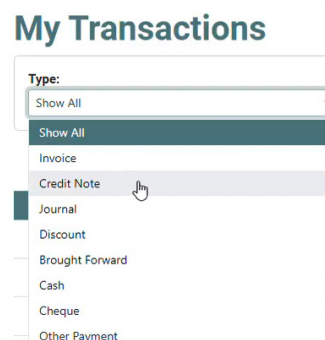 My Transactions
Type:
Show All
Show All
Invoice
Credit Note
Journal
Discount
Brought Forward
Cash
Cheque
Other Payment